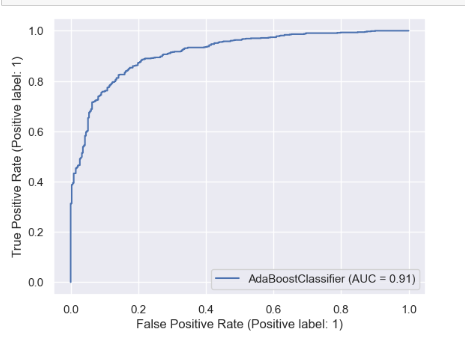 1.0
0.8
0.6
0.4
0.2
0.0
True Positive Rate (Positive label: 1)
AdaBoostClassifier (AUC = 0.91)
0.0 0.2 0.4 0.6 0.8 1.0
False Positive Rate (Positive label: 1)